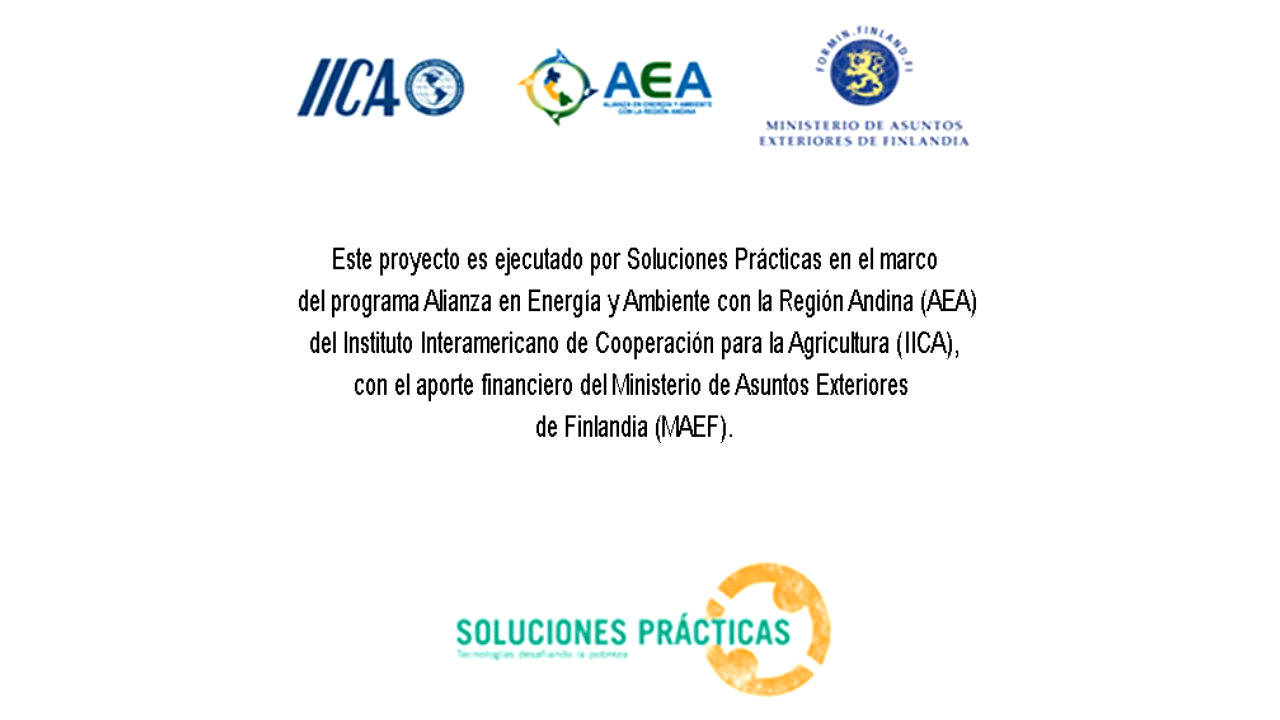 IICA
AEA
ALIANZA EN ENERGÍA Y AMBIENTE
CON LA REGIÓN ANDINA
FORMIN.FINLAND.FI
MINISTERIO DE ASUNTOS
EXTERIORES DE FINLANDIA
Este proyecto es ejecutado por Soluciones Prácticas en el marco
del programa Alianza en Energía y Ambiente con la Región Andina (AEA)
del Instituto Interamericano de Cooperación para la Agricultura (IICA),
con el aporte financiero del Ministerio de Asuntos Exteriores
de Finlandia (MAEF).
SOLUCIONES PRÁCTICAS
Tecnologías desafiando la pobreza